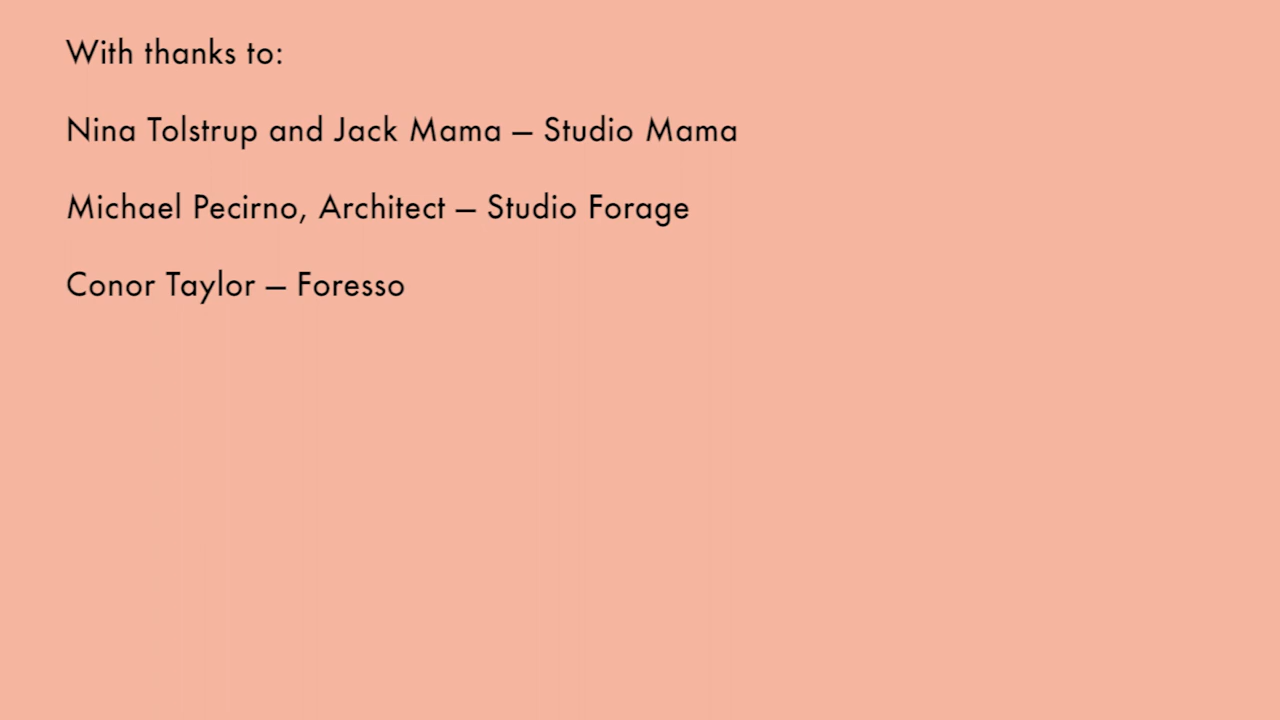 With thanks to:
Nina Tolstrup and Jack Mama – Studio Mama
Michael Pecirno, Architect – Studio Forage
Conor Taylor – Foresso